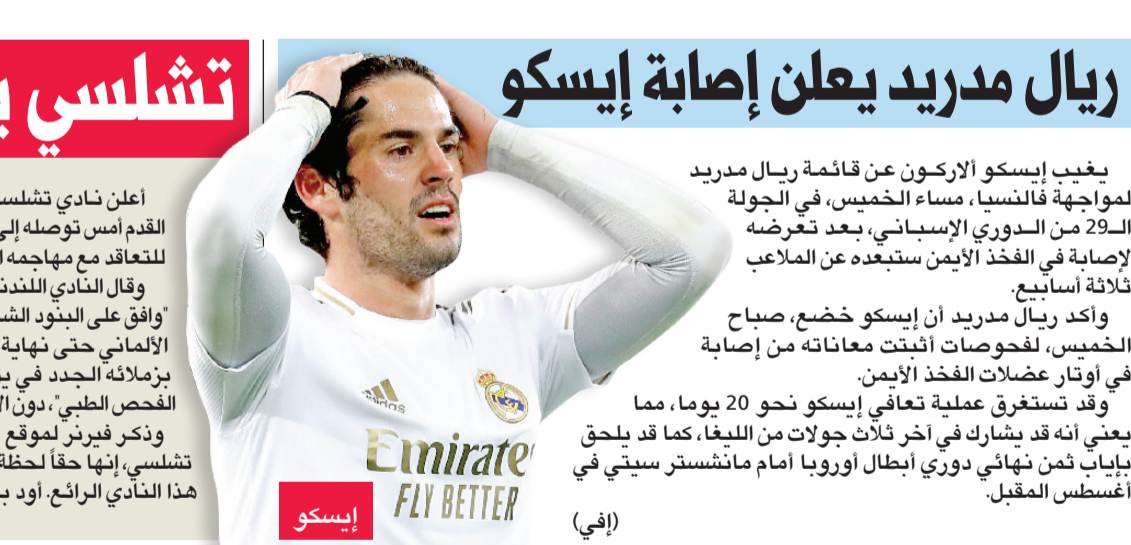 ريال مدريد يعلن إصابة إيسكو
يغيب إيسكو ألاركون عن قائمة ريال مدريد
لمواجهة فالنسيا، مساء الخميس، في الجولة
الـ29 من الدوري الإسباني، بعد تعرضه
لإصابة في الفخذ الأيمن ستبعده عن الملاعب
ثلاثة أسابيع.
وأكد ريال مدريد أن إيسكو خضع، صباح
الخميس، لفحوصات أثبتت معاناته من إصابة
في أوتار عضلات الفخذ الأيمن.
وقد تستغرق عملية تعافي إيسكو نحو 20 يوما، مما
يعني أنه قد يشارك في آخر ثلاث جولات من الليغا، كما قد يلحق
بإياب ثمن نهائي دوري أبطال أوروبا أمام مانشستر سيتي في
أغسطس المقبل.
(إفي)
adidas
Emirate
FLY BETTER
إيسكو
تشلسي
أعلن نادي تشلس
القدم أمس توصله إلى
للتعاقد مع مهاجمه
وقال النادي اللندن
"وافق على البنود الش
الألماني حتى نهاية
بزملائه الجدد في ي
الفحص الطبي"، دون الإ
وذكر فيرنر لموقع
تشلسي، إنها حقاً لحظة
هذا النادي الرائع. أود ب